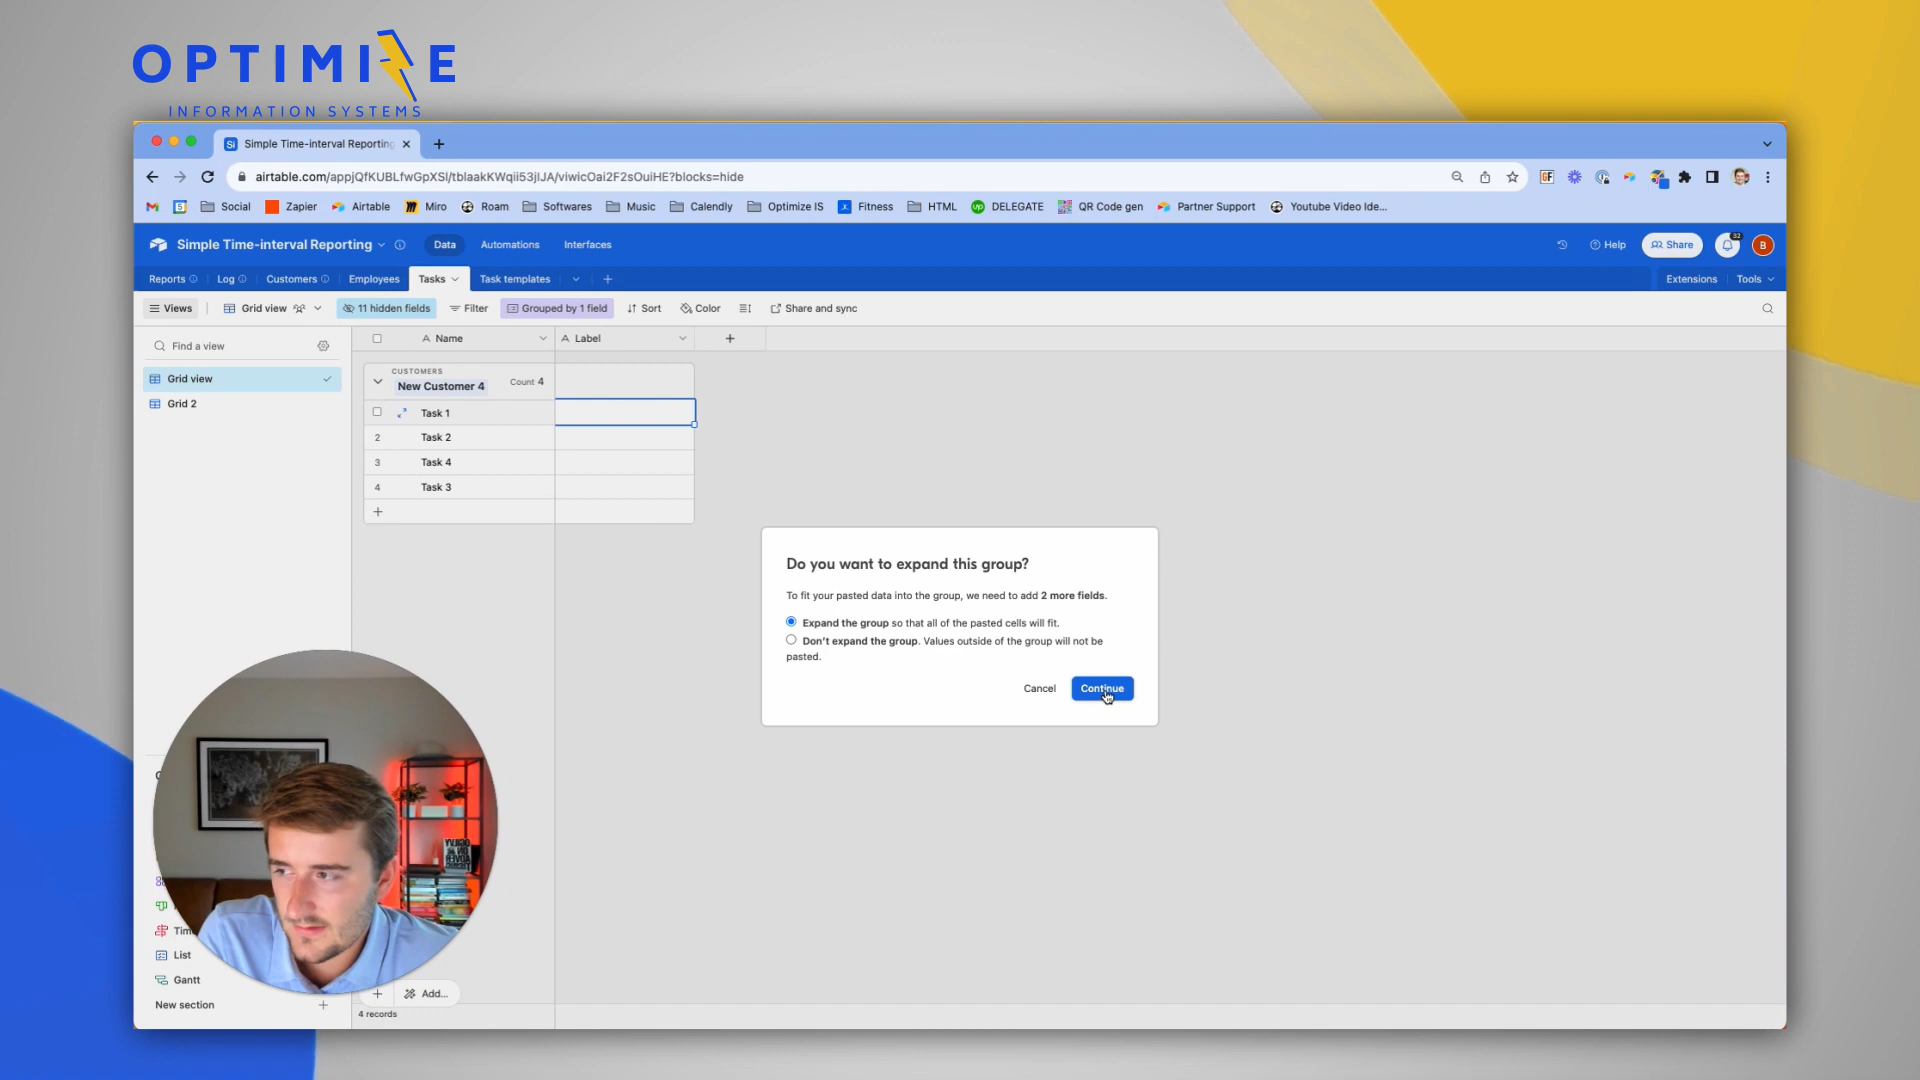 OPTIMIZE
INFORMATION SYSTEMS
Si Simple Time-interval Reporting
airtable.com/appjQfKUBLfwGpXSl/tblaakKWqii53jIJA/viwicOai2F2sOuiHE?blocks=hide
Social Zapier Airtable Miro Roam Softwares Music Calendly Optimize IS Fitness HTML DELEGATE QR Code gen Partner Support Youtube Video Ide...
Simple Time-interval Reporting Data Automations Interfaces Help Share B
Reports Log Customers Employees Tasks Task templates Extensions Tools
Views Grid view 11 hidden fields Filter Grouped by 1 field Sort Color Share and sync
Find a view
Grid view
Grid 2
Name Label
CUSTOMERS
New Customer 4 Count 4
Task 1
2 Task 2
3 Task 4
4 Task 3
Do you want to expand this group?
To fit your pasted data into the group, we need to add 2 more fields.
Expand the group so that all of the pasted cells will fit.
Don't expand the group. Values outside of the group will not be
pasted.
Cancel Continue
OGILVY
ON
List
Gantt
New section
Add...
4 records